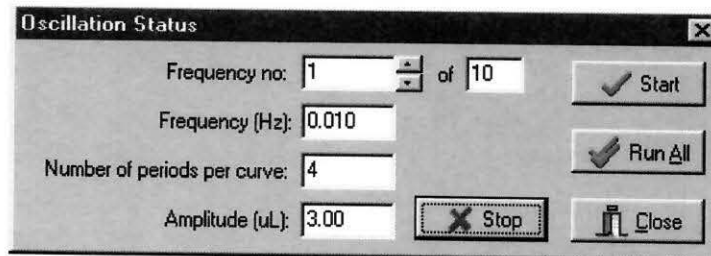 Oscillation Status
Frequency no: 1 of 10
Start
Frequency (Hz): 0.010
Run All
Number of periods per curve: 4
Amplitude (uL): 3.00
Stop
Close